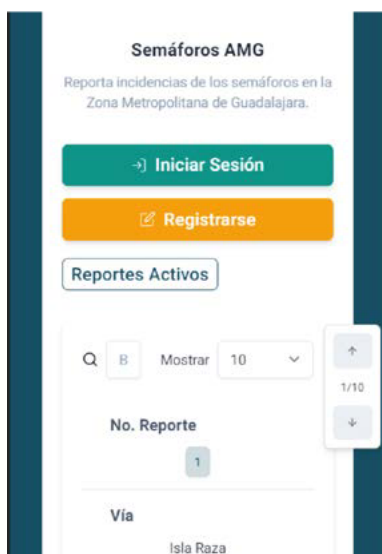 Semáforos AMG
Reporta incidencias de los semáforos en la
Zona Metropolitana de Guadalajara.
Iniciar Sesión
Registrarse
Reportes Activos
B Mostrar 10
1/10
No. Reporte
1
Vía
Isla Raza